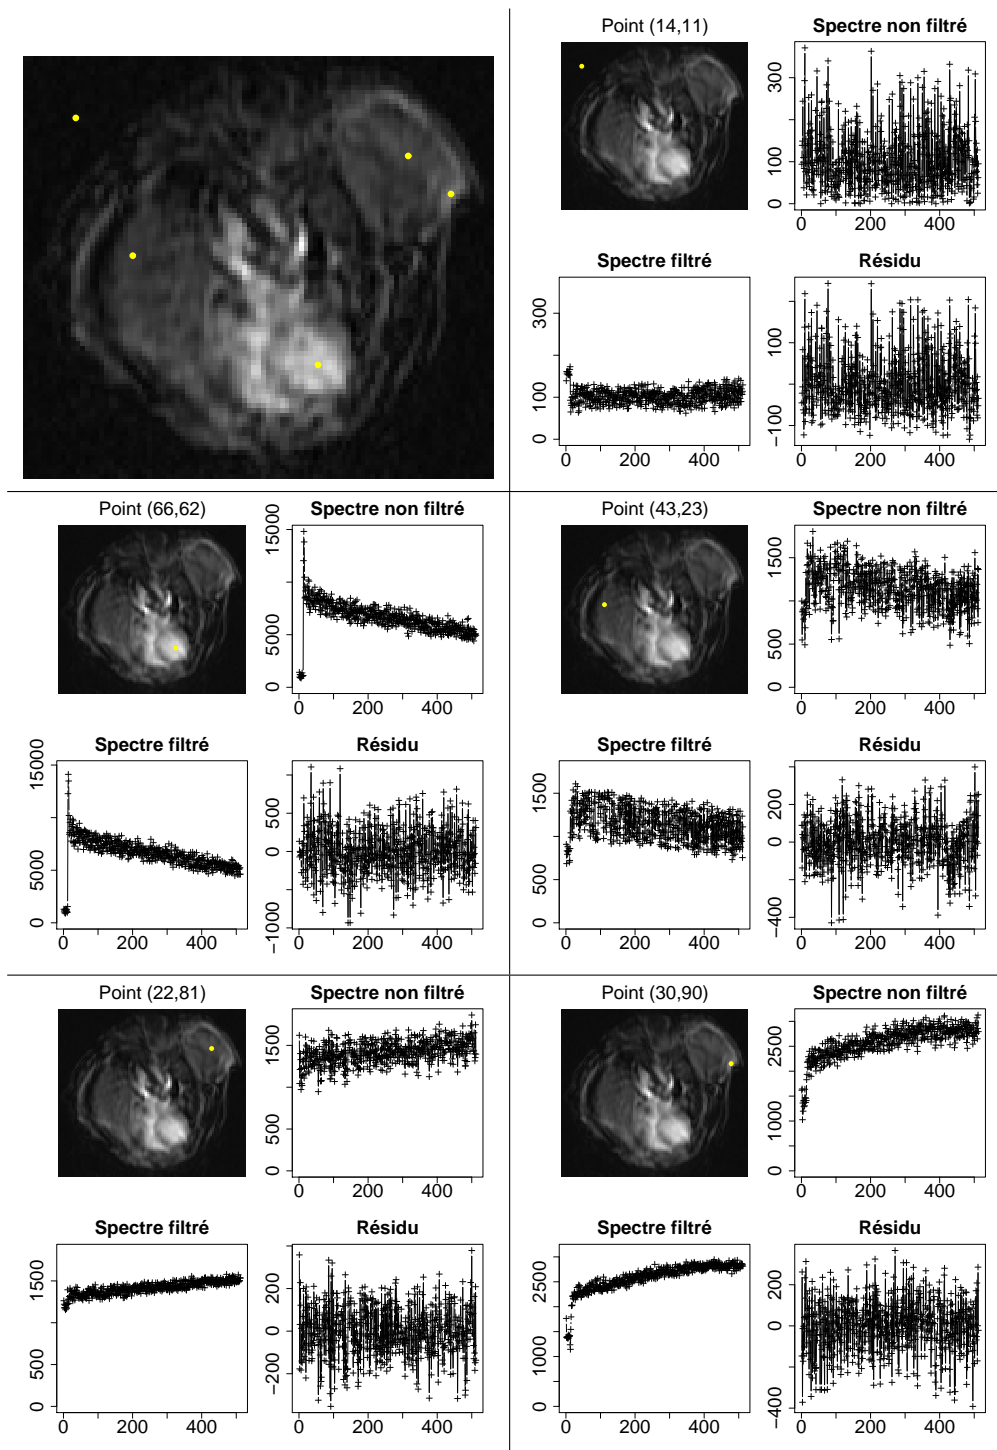 Point (14,11)
Spectre non filtré
0 100 300
0 200 400
Spectre filtré
0 100 300
0 200 400
Résidu
−100 100
0 200 400
Point (66,62)
Spectre non filtré
0 5000 15000
0 200 400
Spectre filtré
0 5000 15000
0 200 400
Résidu
−1000 0 500
0 200 400
Point (43,23)
Spectre non filtré
0 500 1500
0 200 400
Spectre filtré
0 500 1500
0 200 400
Résidu
−400 0 200
0 200 400
Point (22,81)
Spectre non filtré
0 500 1500
0 200 400
Spectre filtré
0 500 1500
0 200 400
Résidu
−200 0 200
0 200 400
Point (30,90)
Spectre non filtré
0 1000 2500
0 200 400
Spectre filtré
0 1000 2500
0 200 400
Résidu
−400 0 200
0 200 400